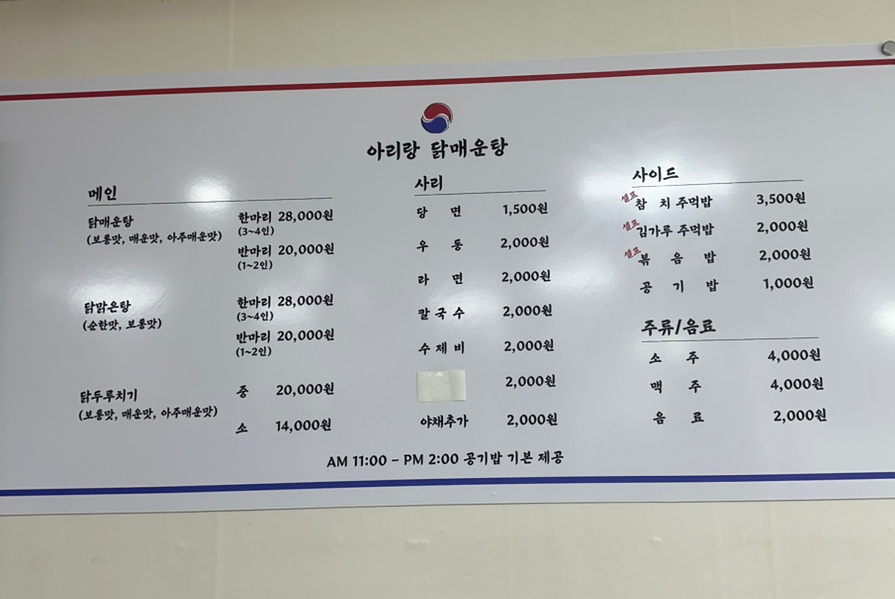 아리랑 닭매운탕
메인
닭매운탕 한마리 28,000원
(보통맛, 매운맛, 아주매운맛) (3~4인)
반마리 20,000원
(1~2인)
닭맑은탕 한마리 28,000원
(순한맛, 보통맛) (3~4인)
반마리 20,000원
(1~2인)
닭두루치기 중 20,000원
(보통맛, 매운맛, 아주매운맛)
소 14,000원
사리
당 면 1,500원
우 동 2,000원
라 면 2,000원
칼 국 수 2,000원
수 제 비 2,000원
2,000원
야채추가 2,000원
사이드
셀프 참 치 주먹밥 3,500원
셀프 김가루 주먹밥 2,000원
셀프 볶 음 밥 2,000원
공 기 밥 1,000원
주류/음료
소 주 4,000원
맥 주 4,000원
음 료 2,000원
AM 11:00 - PM 2:00 공기밥 기본 제공